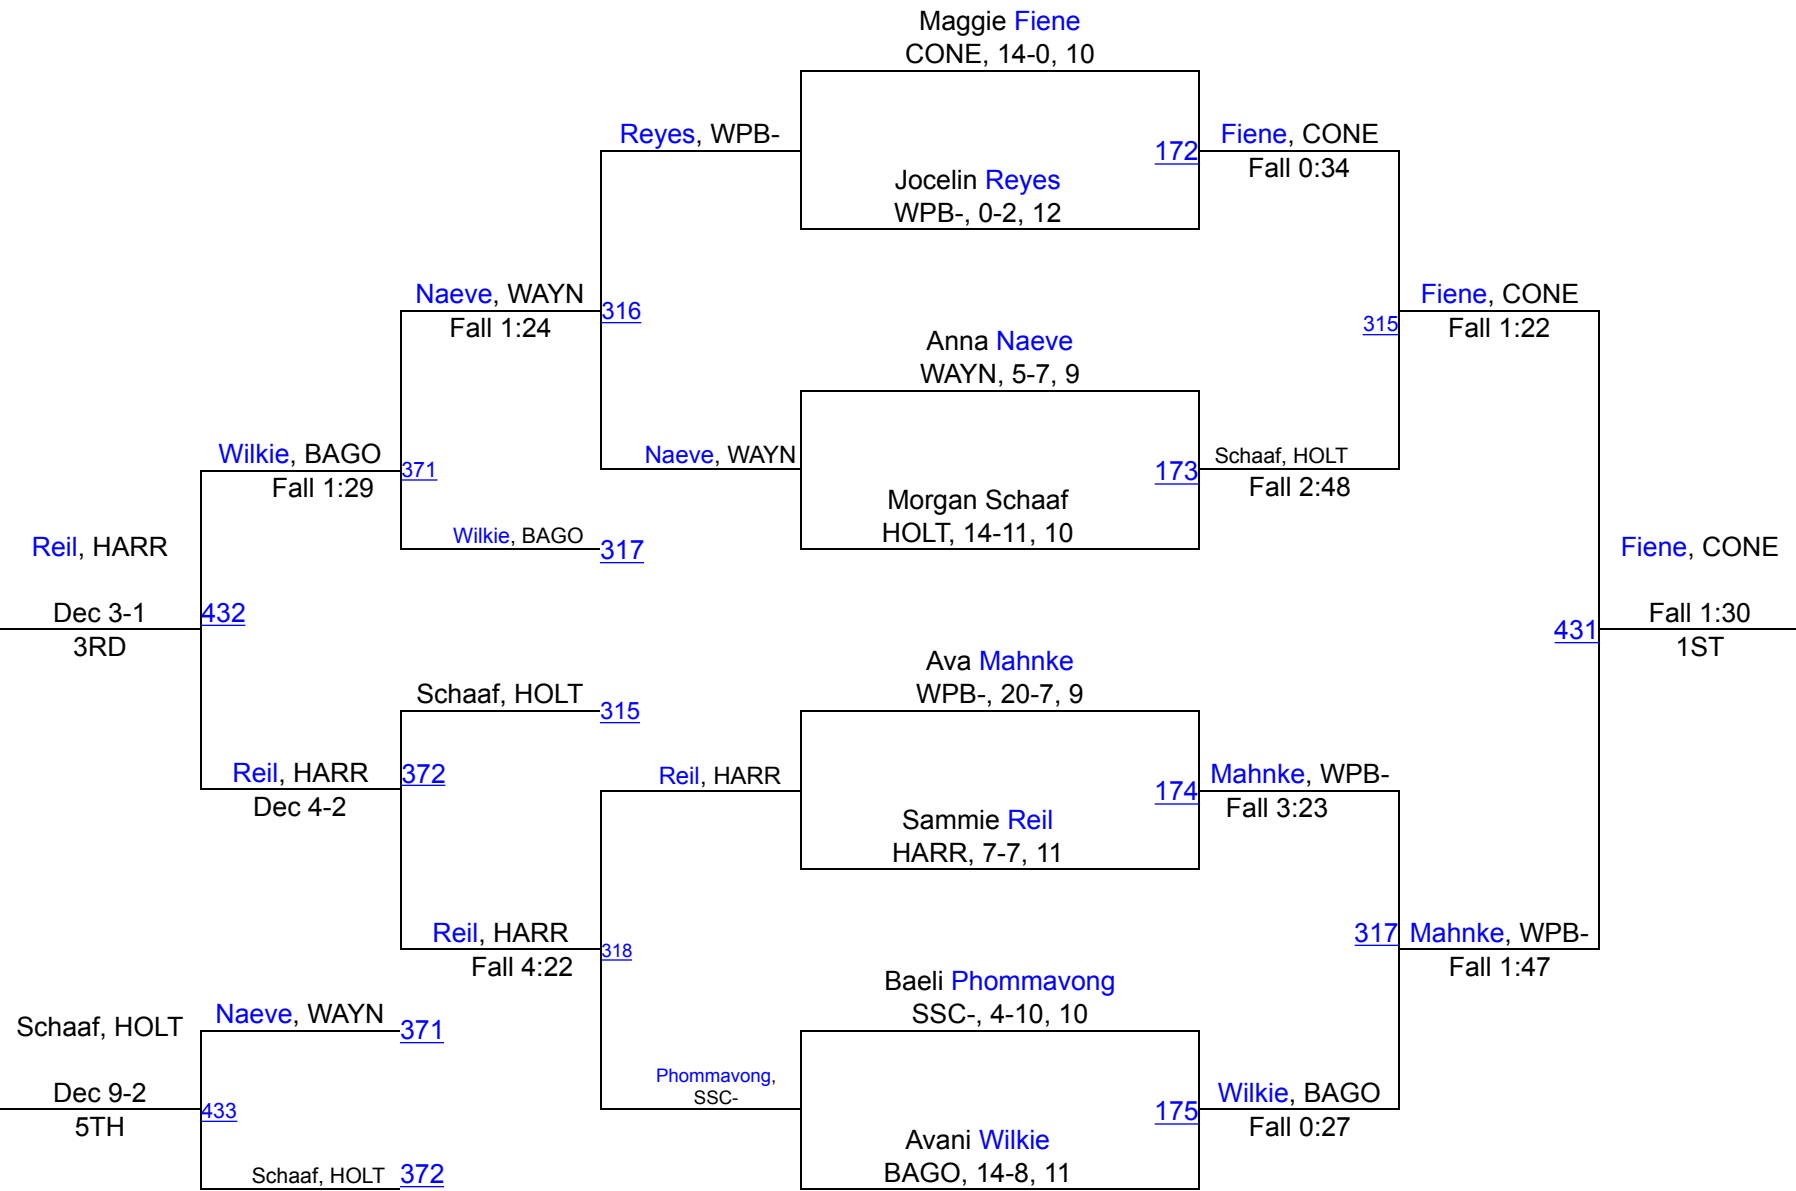 Maggie Fiene
CONE, 14-0, 10
Reyes, WPB-
172
Fiene, CONE
Fall 0:34
Jocelin Reyes
WPB-, 0-2, 12
Naeve, WAYN
Fall 1:24
316
315
Fiene, CONE
Fall 1:22
Anna Naeve
WAYN, 5-7, 9
Wilkie, BAGO
Fall 1:29
371
Naeve, WAYN
173
Schaaf, HOLT
Fall 2:48
Morgan Schaaf
HOLT, 14-11, 10
Wilkie, BAGO
317
Reil, HARR
Dec 3-1
3RD
432
Fiene, CONE
431
Fall 1:30
1ST
Ava Mahnke
WPB-, 20-7, 9
Schaaf, HOLT
315
Reil, HARR
Dec 4-2
372
Reil, HARR
174
Mahnke, WPB-
Fall 3:23
Sammie Reil
HARR, 7-7, 11
Reil, HARR
Fall 4:22
318
317
Mahnke, WPB-
Fall 1:47
Baeli Phommavong
SSC-, 4-10, 10
Schaaf, HOLT
Naeve, WAYN
371
Dec 9-2
5TH
433
Phommavong,
SSC-
175
Wilkie, BAGO
Fall 0:27
Avani Wilkie
BAGO, 14-8, 11
Schaaf, HOLT
372